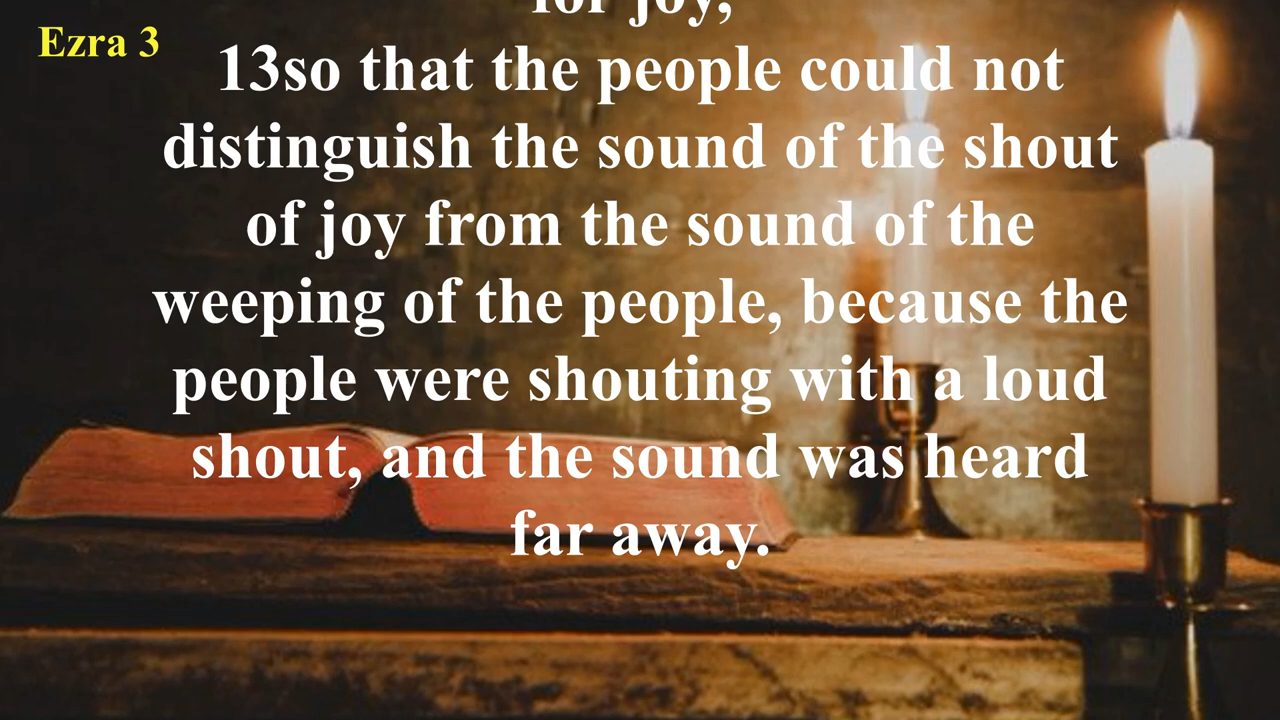 Ezra 3
for joy,
13so that the people could not
distinguish the sound of the shout
of joy from the sound of the
weeping of the people, because the
people were shouting with a loud
shout, and the sound was heard
far away.